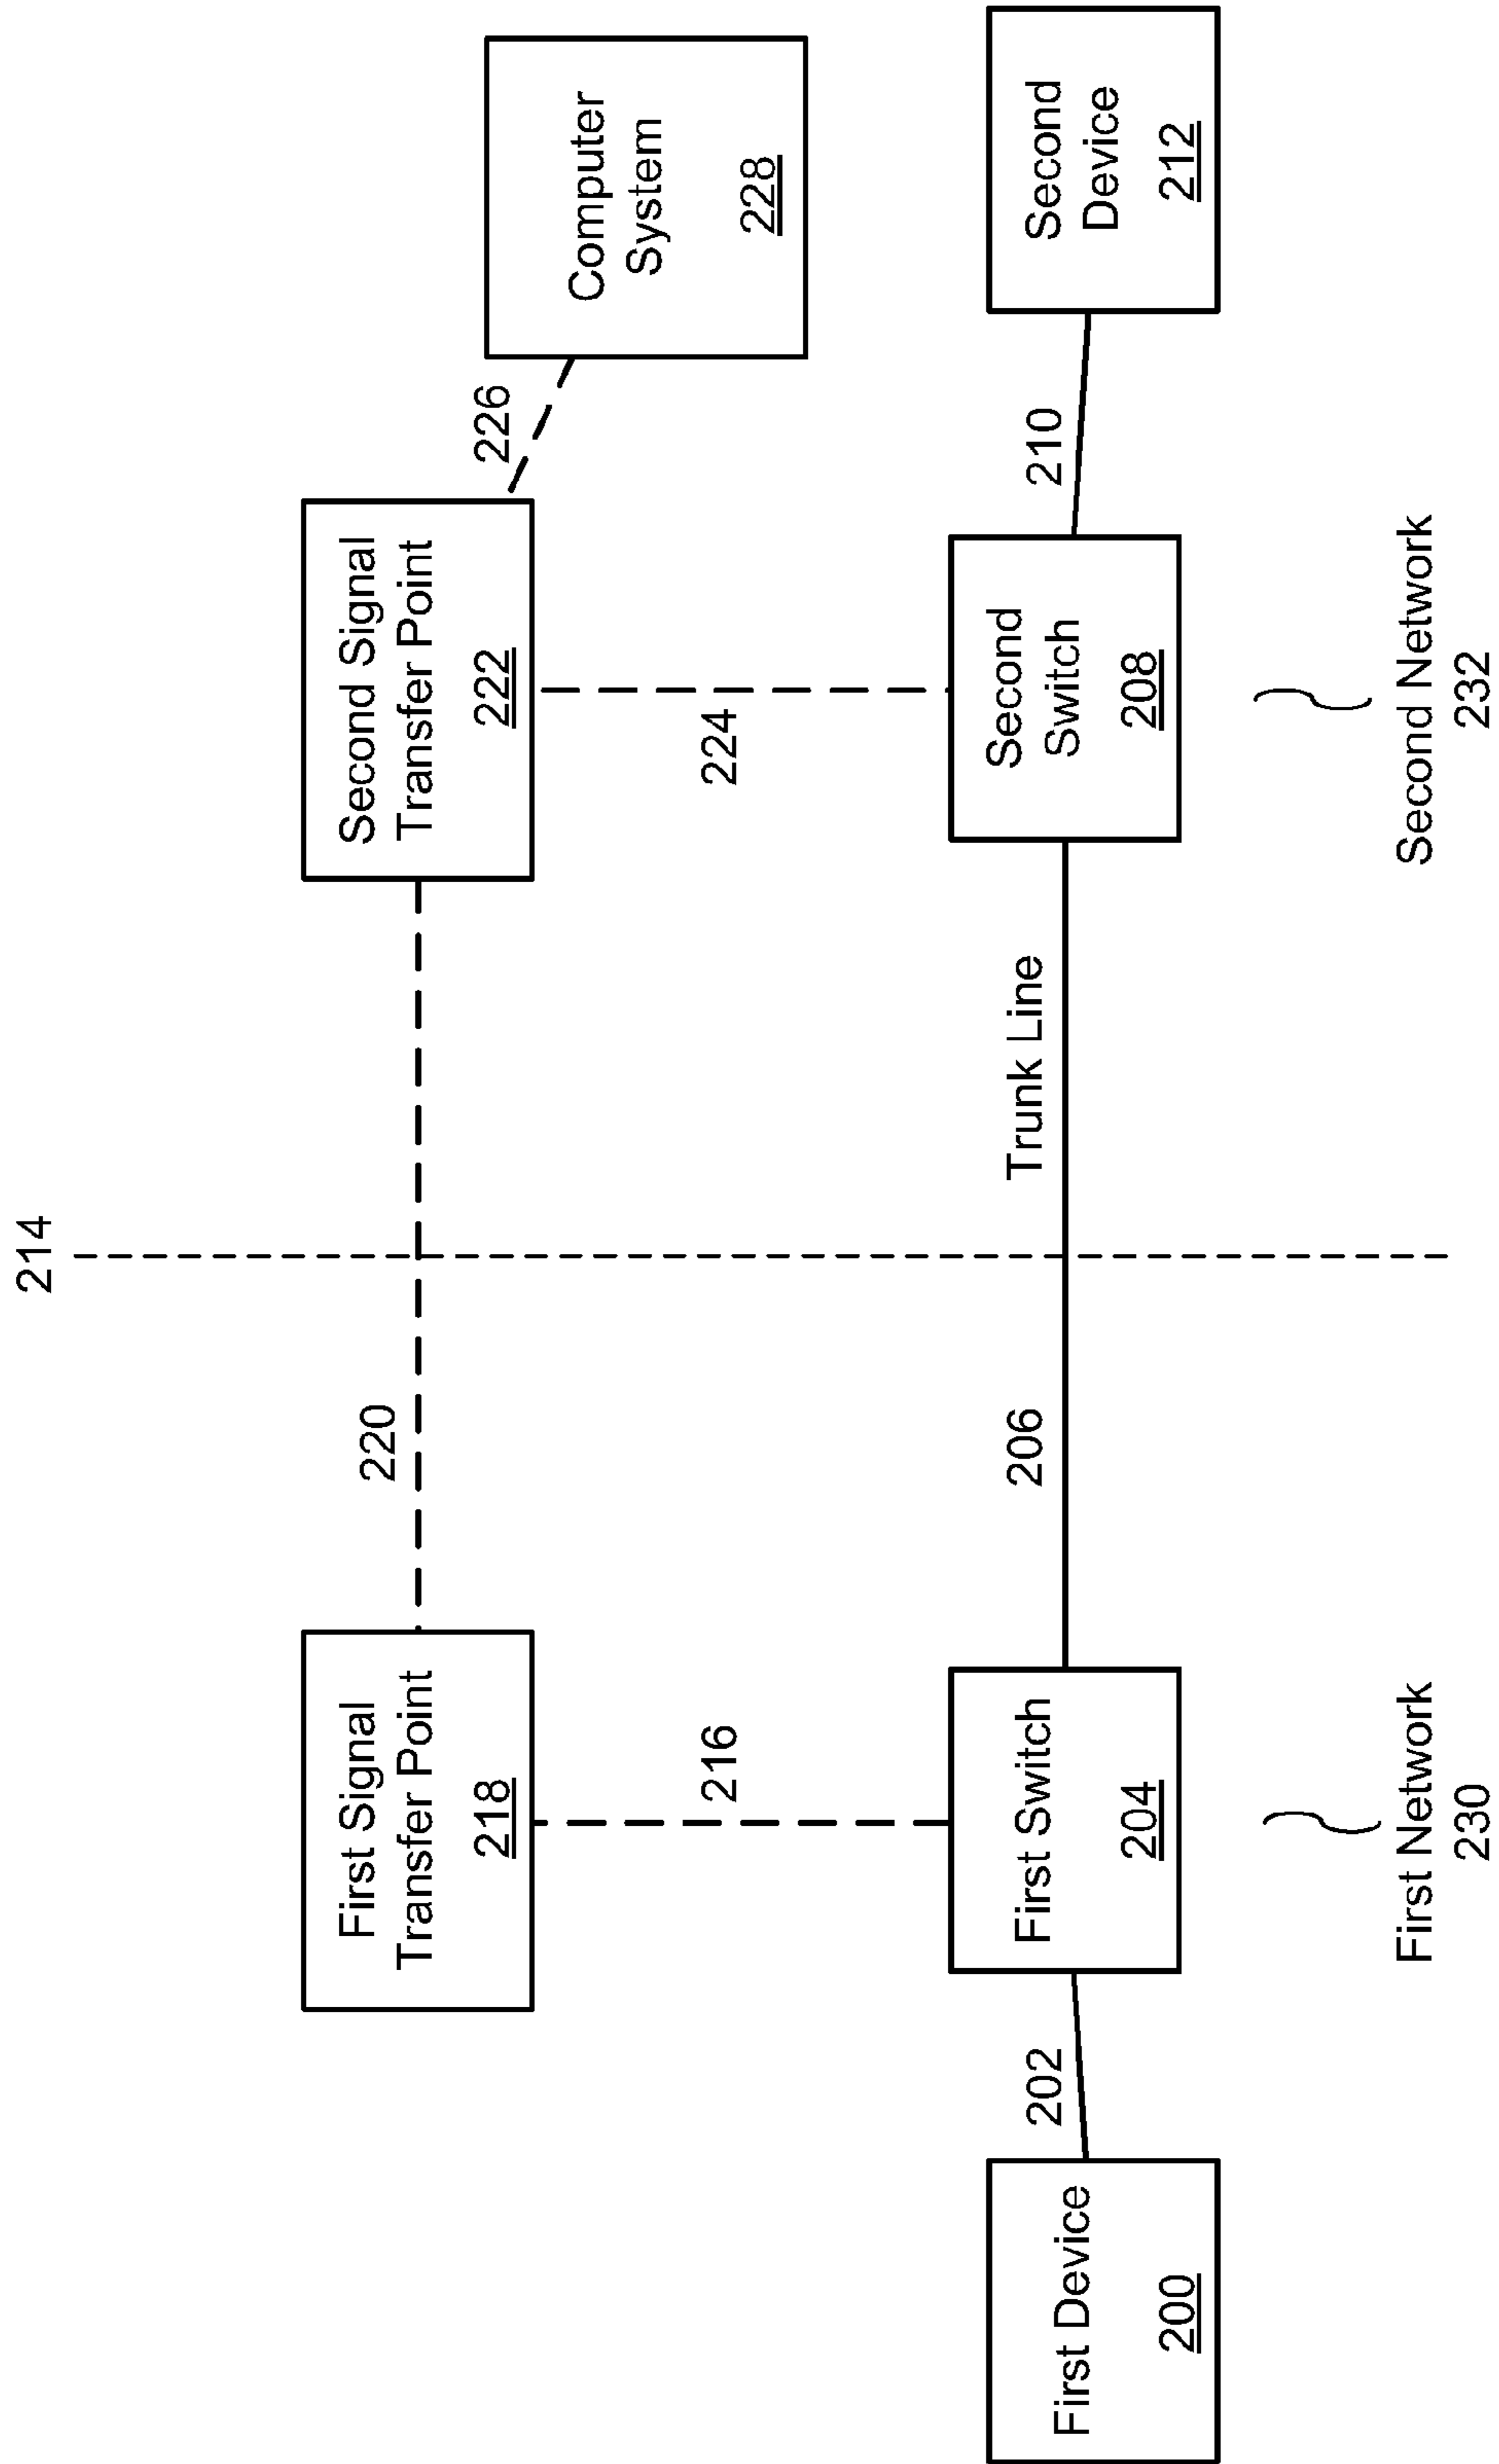 214
First Signal
Transfer Point
218
220
Second Signal
Transfer Point
222
226
Computer
System
228
216
224
First Device
200
202
First Switch
204
206
Trunk Line
Second
Switch
208
210
Second
Device
212
First Network
230
Second Network
232